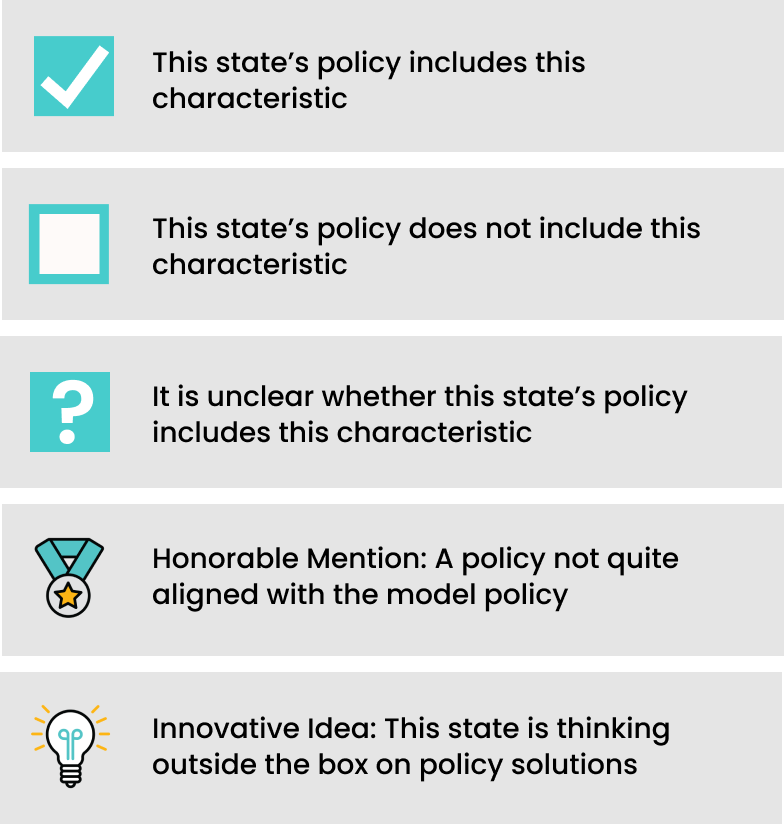 This state’s policy includes this
characteristic
This state’s policy does not include this
characteristic
?
It is unclear whether this state’s policy
includes this characteristic
Honorable Mention: A policy not quite
aligned with the model policy
Innovative Idea: This state is thinking
outside the box on policy solutions